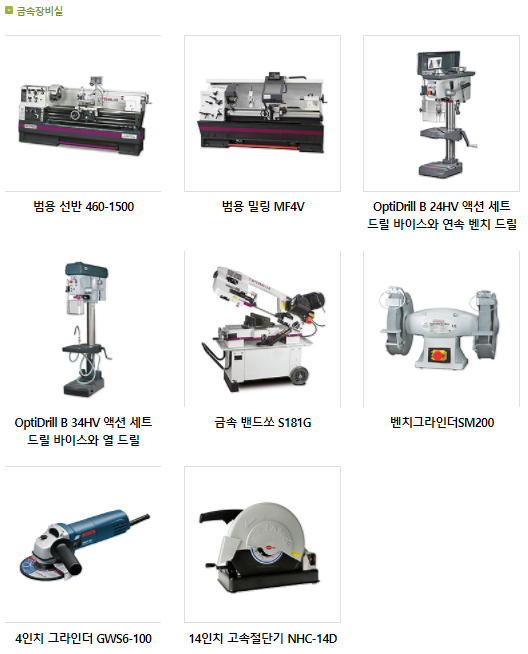 금속장비실
범용 선반 460-1500
범용 밀링 MF4V
OptiDrill B 24HV 액션 세트
드릴 바이스와 연속 벤치 드릴
OptiDrill B 34HV 액션 세트
드릴 바이스와 열 드릴
금속 밴드쏘 S181G
벤치그라인더SM200
4인치 그라인더 GWS6-100
14인치 고속절단기 NHC-14D